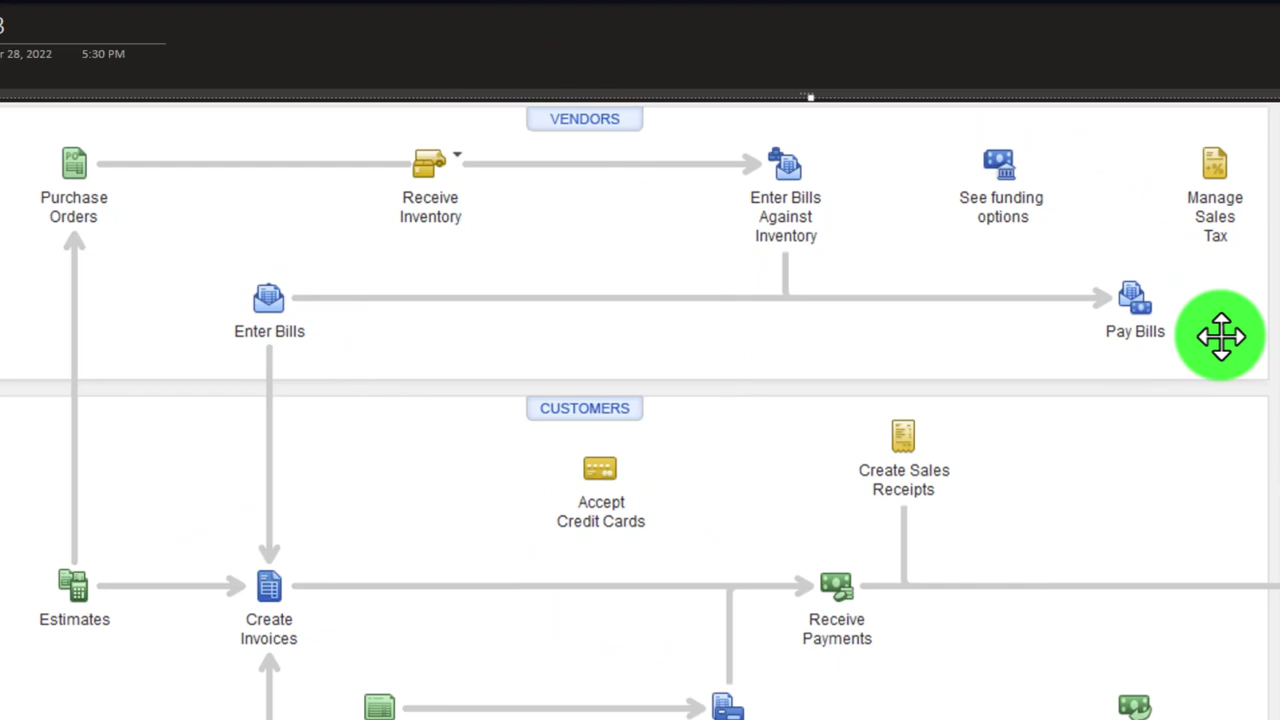 r 28, 2022 5:30 PM
VENDORS
Purchase
Orders
Receive
Inventory
Enter Bills
Against
Inventory
See funding
options
Manage
Sales
Tax
Enter Bills
Pay Bills
CUSTOMERS
Create Sales
Receipts
Accept
Credit Cards
Estimates
Create
Invoices
Receive
Payments